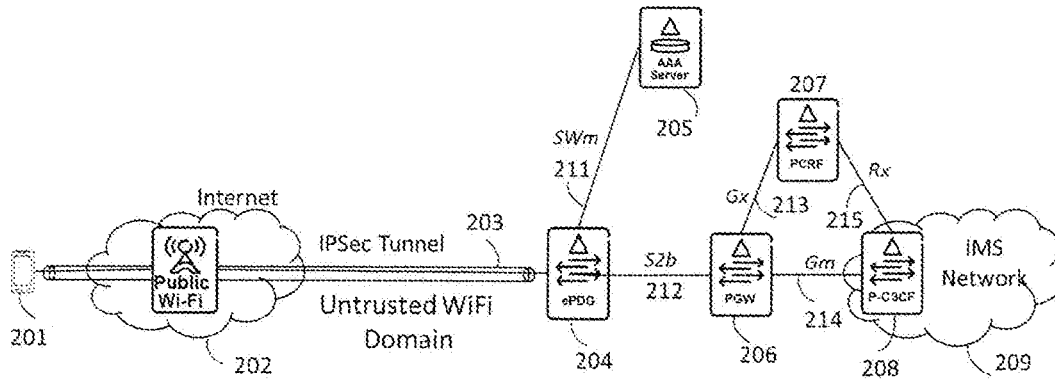 AAA
Server
205
207
PCRF
SWm
211
Gx
213
Rx
215
Internet
IPSec Tunnel
203
Public
Wi-Fi
Untrusted WiFi
Domain
201
202
ePDG
204
S2b
212
PGW
206
Gm
214
P-C3CF
208
IMS
Network
209